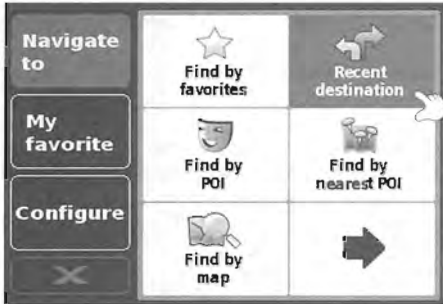 Navigate
to
My
favorite
Configure
Find by
favorites
Recent
destination
Find by
POI
Find by
nearest POI
Find by
map